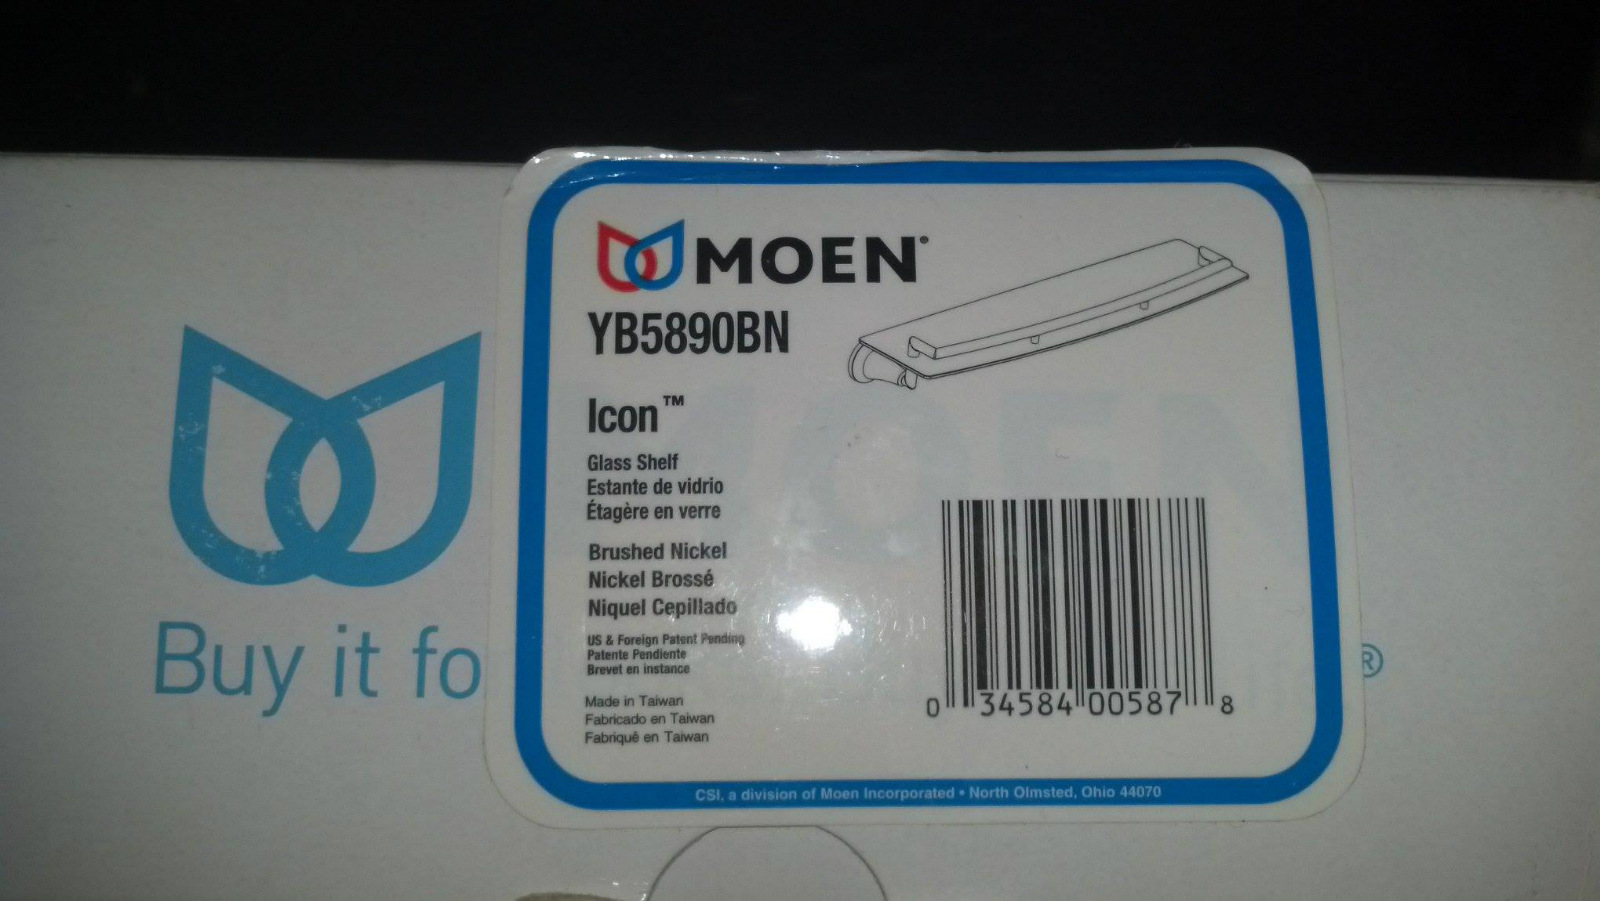 MOEN®
YB5890BN
Icon™
Glass Shelf
Estante de vidrio
Étagère en verre
Brushed Nickel
Nickel Brossé
Niquel Cepillado
US & Foreign Patent Pending
Patente Pendiente
Brevet en instance
Made in Taiwan
Fabricado en Taiwan
Fabriqué en Taiwan
0 34584 00587 8
CSI, a division of Moen Incorporated • North Olmsted, Ohio 44070
Buy it fo
®